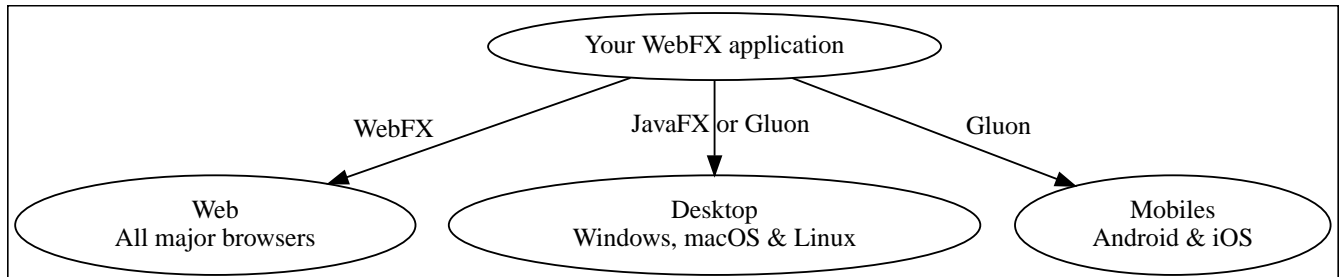 Your WebFX application
WebFX
JavaFX or Gluon
Gluon
Web
All major browsers
Desktop
Windows, macOS & Linux
Mobiles
Android & iOS